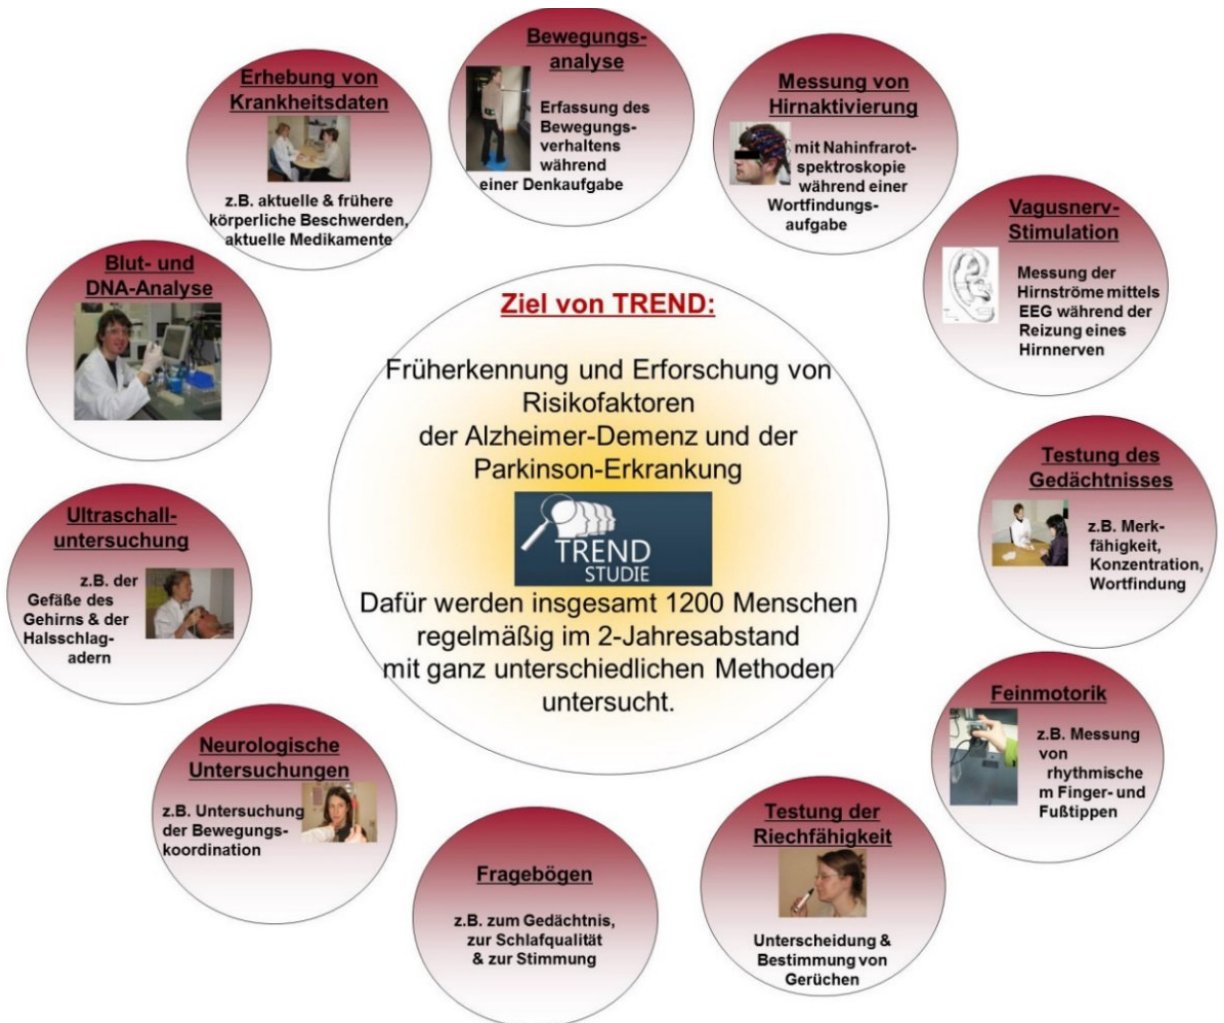 Bewegungs-
analyse
Erfassung des
Bewegungs-
verhaltens
während
einer Denkaufgabe
Messung von
Hirnaktivierung
mit Nahinfrarot-
spektroskopie
während einer
Wortfindungs-
aufgabe
Vagusnerv-
Stimulation
Messung der
Hirnströme mittels
EEG während der
Reizung eines
Hirnnerven
Testung des
Gedächtnisses
z.B. Merk-
fähigkeit,
Konzentration,
Wortfindung
Feinmotorik
z.B. Messung
von
rhythmische
m Finger- und
Fußtippen
Testung der
Riechfähigkeit
Unterscheidung &
Bestimmung von
Gerüchen
Fragebögen
z.B. zum Gedächtnis,
zur Schlafqualität
& zur Stimmung
Neurologische
Untersuchungen
z.B. Untersuchung
der Bewegungs-
koordination
Ultraschall-
untersuchung
z.B. der
Gefäße des
Gehirns & der
Halsschlag-
adern
Blut- und
DNA-Analyse
Erhebung von
Krankheitsdaten
z.B. aktuelle & frühere
körperliche Beschwerden,
aktuelle Medikamente
Ziel von TREND:
Früherkennung und Erforschung von
Risikofaktoren
der Alzheimer-Demenz und der
Parkinson-Erkrankung
TREND
STUDIE
Dafür werden insgesamt 1200 Menschen
regelmäßig im 2-Jahresabstand
mit ganz unterschiedlichen Methoden
untersucht.